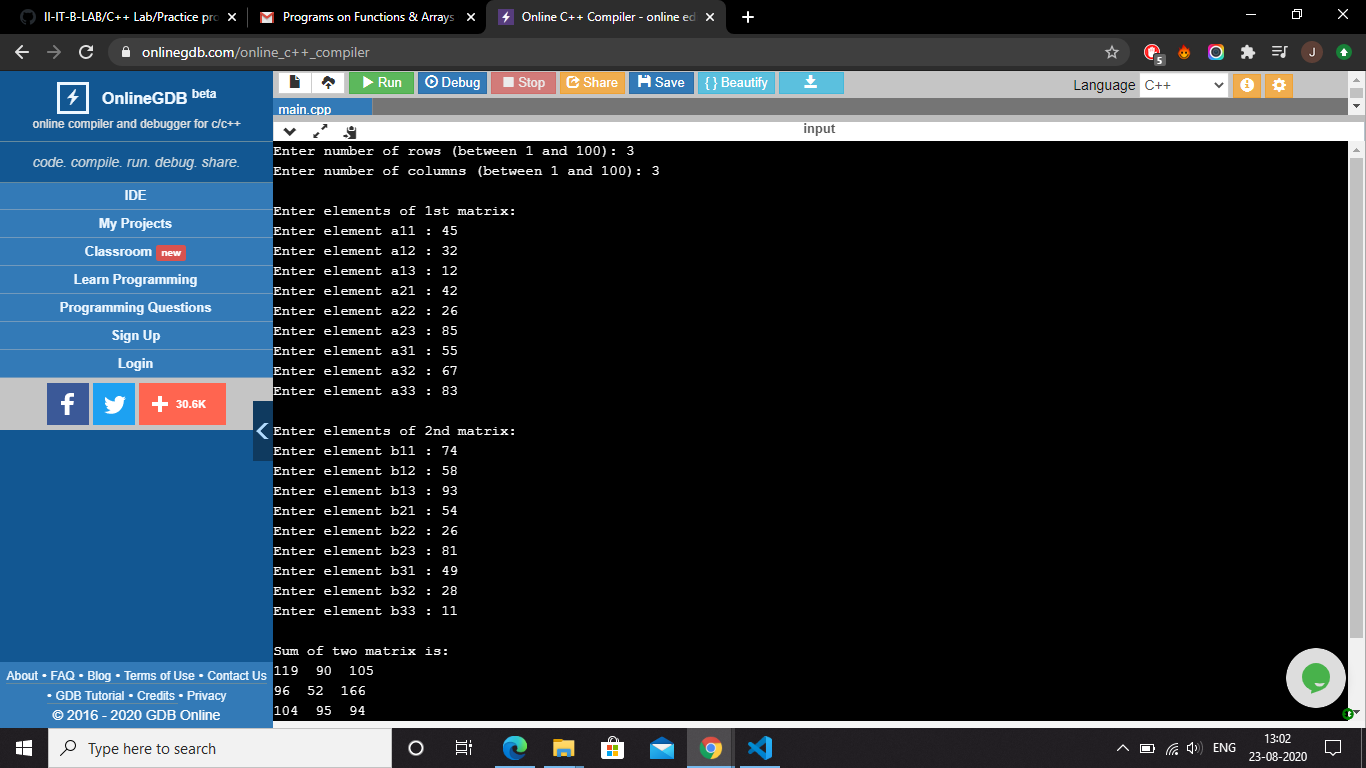 II-IT-B-LAB/C++ Lab/Practice pro
Programs on Functions & Arrays
Online C++ Compiler - online ed
onlinegdb.com/online_c++_compiler
5
J
OnlineGDB beta
online compiler and debugger for c/c++
code. compile. run. debug. share.
IDE
My Projects
Classroom new
Learn Programming
Programming Questions
Sign Up
Login
30.6K
About • FAQ • Blog • Terms of Use • Contact Us
• GDB Tutorial • Credits • Privacy
© 2016 - 2020 GDB Online
Run Debug Stop Share Save { } Beautify
Language C++
main.cpp
input
Enter number of rows (between 1 and 100): 3
Enter number of columns (between 1 and 100): 3
Enter elements of 1st matrix:
Enter element a11 : 45
Enter element a12 : 32
Enter element a13 : 12
Enter element a21 : 42
Enter element a22 : 26
Enter element a23 : 85
Enter element a31 : 55
Enter element a32 : 67
Enter element a33 : 83
Enter elements of 2nd matrix:
Enter element b11 : 74
Enter element b12 : 58
Enter element b13 : 93
Enter element b21 : 54
Enter element b22 : 26
Enter element b23 : 81
Enter element b31 : 49
Enter element b32 : 28
Enter element b33 : 11
Sum of two matrix is:
119 90 105
96 52 166
104 95 94
Type here to search
ENG
13:02
23-08-2020